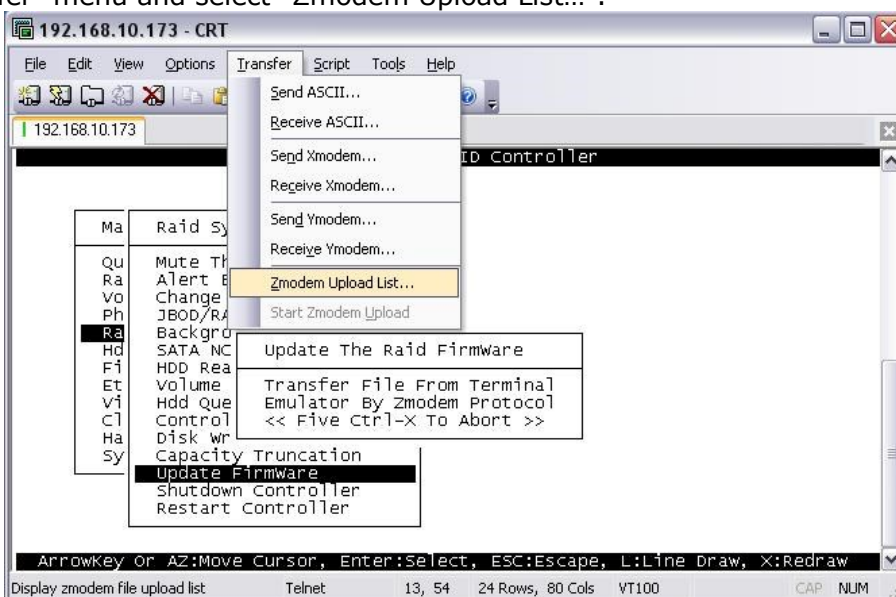 menu and select "Zmodem Upload List…".
192.168.10.173 - CRT
File Edit View Options Transfer Script Tools Help
Send ASCII...
Receive ASCII...
192.168.10.173
Send Xmodem...
ID Controller
Receive Xmodem...
Send Ymodem...
Receive Ymodem...
Zmodem Upload List...
Start Zmodem Upload
Ma
Qu
Ra
Vo
Ph
Ra
Hd
Fi
Et
Vi
Cl
Ha
Sy
Raid Sy
Mute Th
Alert B
Change
JBOD/RA
Backgro
SATA NC
HDD Rea
Volume
Hdd Que
Control
Disk Wr
Capacity Truncation
Update FirmWare
Shutdown Controller
Restart Controller
Update The Raid FirmWare
Transfer File From Terminal
Emulator By Zmodem Protocol
<< Five Ctrl-X To Abort >>
ArrowKey Or AZ:Move Cursor, Enter:Select, ESC:Escape, L:Line Draw, X:Redraw
Display zmodem file upload list Telnet 13, 54 24 Rows, 80 Cols VT100 CAP NUM